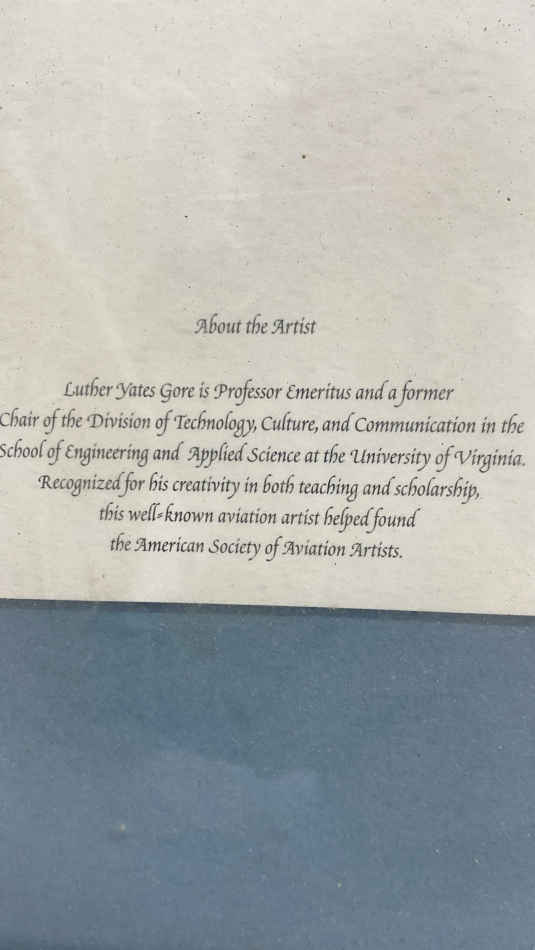 About the Artist
Luther Yates Gore is Professor Emeritus and a former
Chair of the Division of Technology, Culture, and Communication in the
School of Engineering and Applied Science at the University of Virginia.
Recognized for his creativity in both teaching and scholarship,
this well-known aviation artist helped found
the American Society of Aviation Artists.